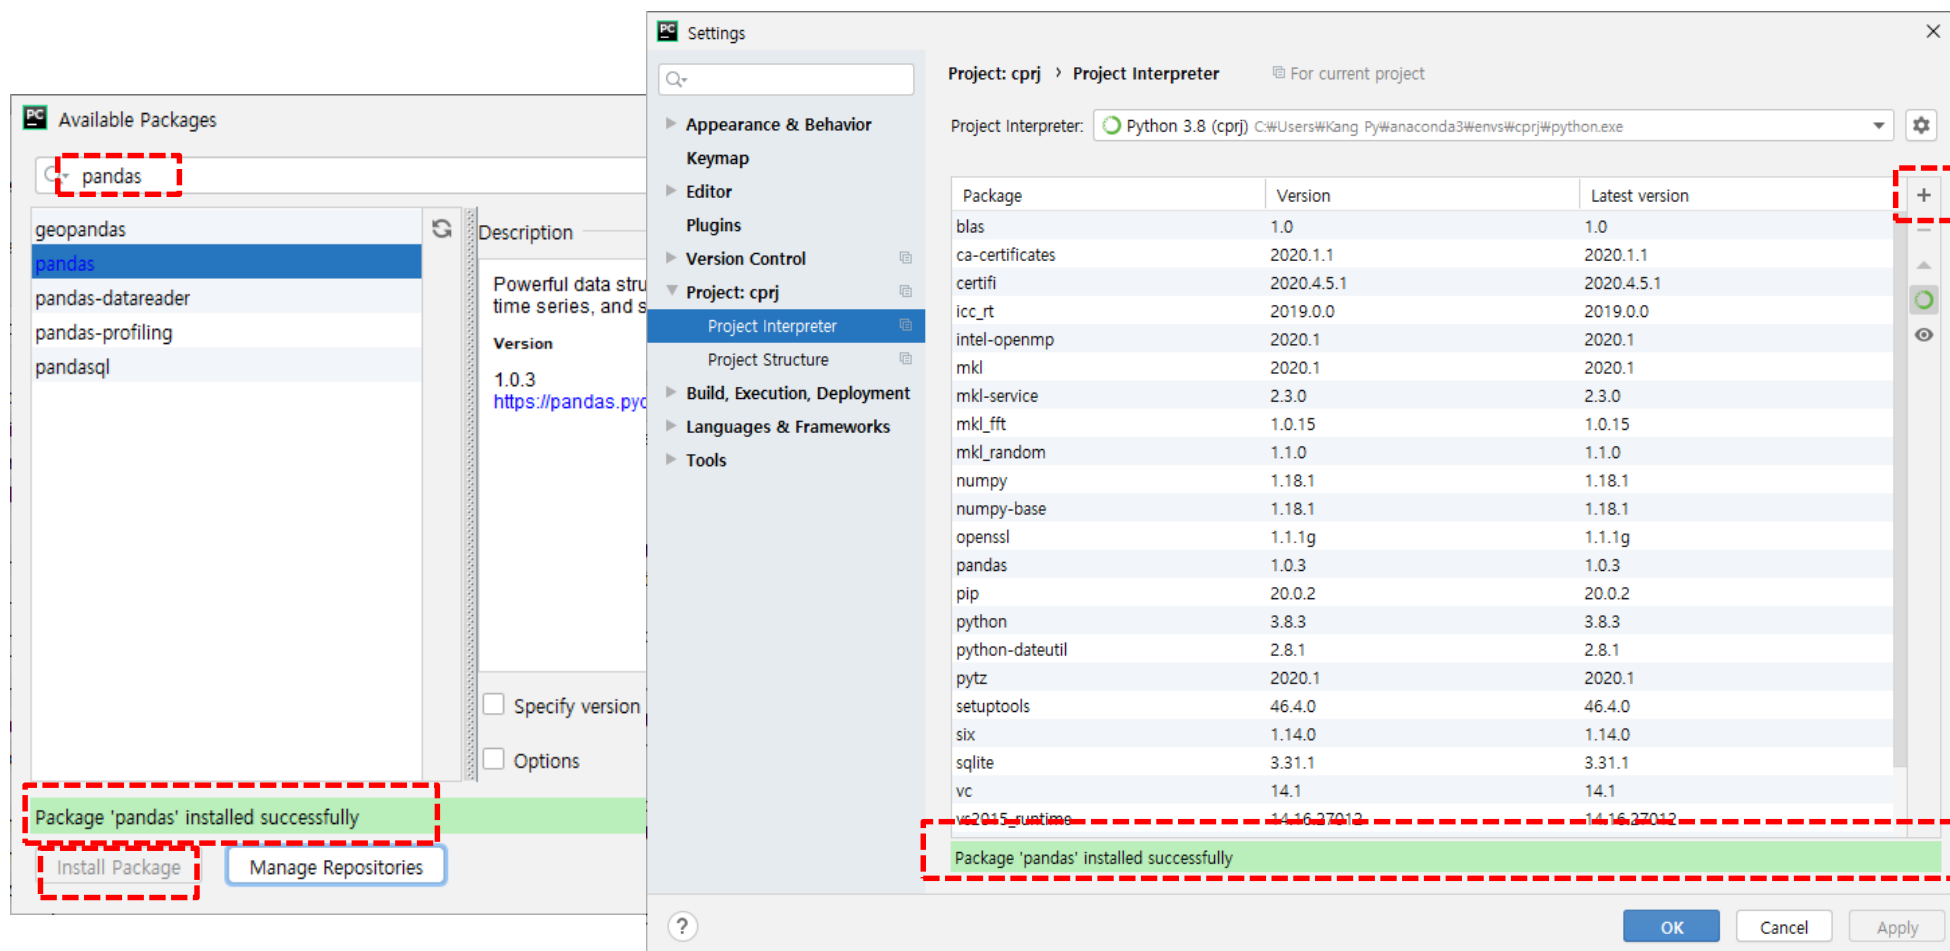 Available Packages
pandas
geopandas
pandas
pandas-datareader
pandas-profiling
pandasql
Description
Powerful data stru
time series, and s
Version
1.0.3
https://pandas.pyd
Specify version
Options
Package 'pandas' installed successfully
Install Package
Manage Repositories
PC
Settings
Appearance & Behavior
Keymap
Editor
Plugins
Version Control
Project: cprj
Project Interpreter
Project Structure
Build, Execution, Deployment
Languages & Frameworks
Tools
Project: cprj › Project Interpreter For current project
Project Interpreter: Python 3.8 (cprj) C:₩Users₩Kang Py₩anaconda3₩envs₩cprj₩python.exe
Package Version Latest version
blas 1.0 1.0
ca-certificates 2020.1.1 2020.1.1
certifi 2020.4.5.1 2020.4.5.1
icc_rt 2019.0.0 2019.0.0
intel-openmp 2020.1 2020.1
mkl 2020.1 2020.1
mkl-service 2.3.0 2.3.0
mkl_fft 1.0.15 1.0.15
mkl_random 1.1.0 1.1.0
numpy 1.18.1 1.18.1
numpy-base 1.18.1 1.18.1
openssl 1.1.1g 1.1.1g
pandas 1.0.3 1.0.3
pip 20.0.2 20.0.2
python 3.8.3 3.8.3
python-dateutil 2.8.1 2.8.1
pytz 2020.1 2020.1
setuptools 46.4.0 46.4.0
six 1.14.0 1.14.0
sqlite 3.31.1 3.31.1
vc 14.1 14.1
vs2015_runtime 14.16.27012 14.16.27012
Package 'pandas' installed successfully
? OK Cancel Apply